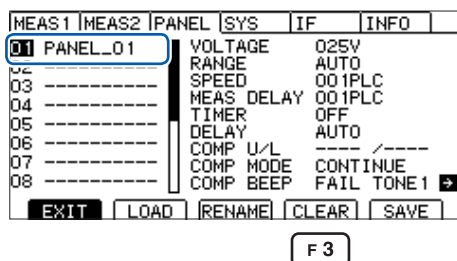 MEAS1 MEAS2 PANEL SYS IF INFO
01 PANEL_01 VOLTAGE 025V
02 ---------- RANGE AUTO
03 ---------- SPEED 001PLC
04 ---------- MEAS DELAY 001PLC
05 ---------- TIMER OFF
06 ---------- DELAY AUTO
07 ---------- COMP U/L ---- /----
08 ---------- COMP MODE CONTINUE
COMP BEEP FAIL TONE1
EXIT LOAD RENAME CLEAR SAVE
F3